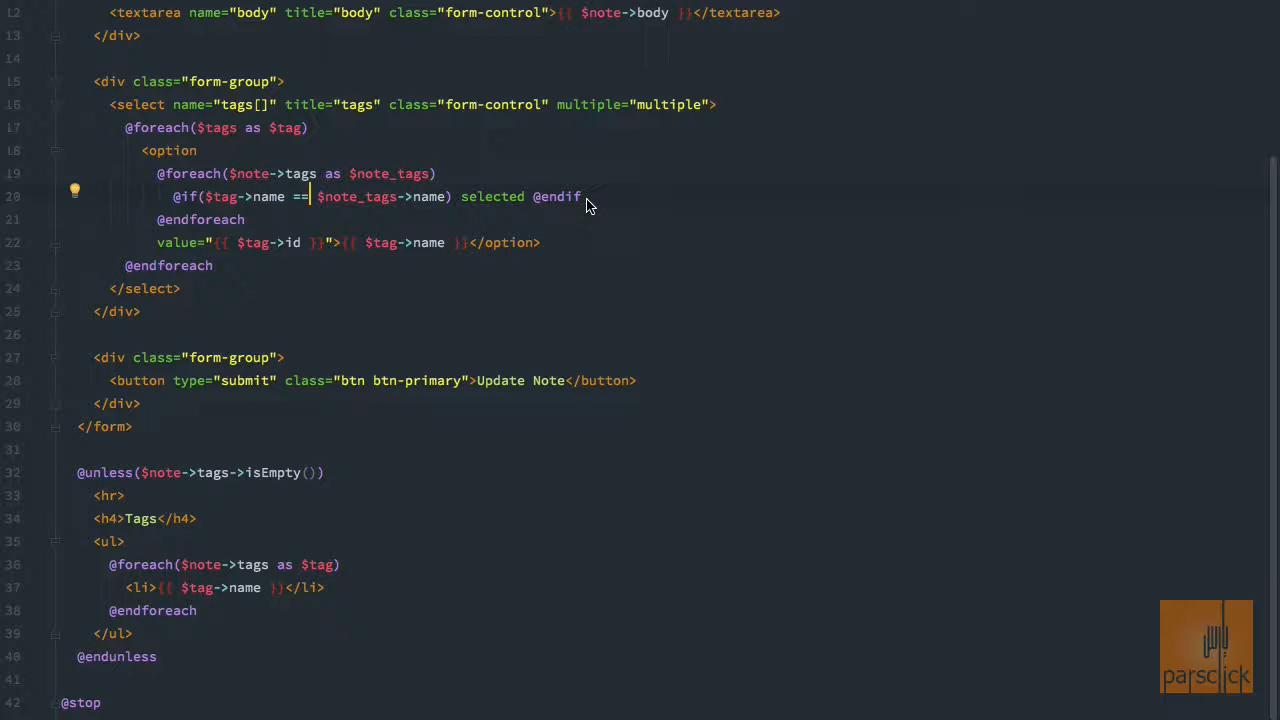 12 <textarea name="body" title="body" class="form-control">{{ $note->body }}</textarea>
13 </div>
14
15 <div class="form-group">
16 <select name="tags[]" title="tags" class="form-control" multiple="multiple">
17 @foreach($tags as $tag)
18 <option
19 @foreach($note->tags as $note_tags)
20 @if($tag->name == $note_tags->name) selected @endif
21 @endforeach
22 value="{{ $tag->id }}">{{ $tag->name }}</option>
23 @endforeach
24 </select>
25 </div>
26
27 <div class="form-group">
28 <button type="submit" class="btn btn-primary">Update Note</button>
29 </div>
30 </form>
31
32 @unless($note->tags->isEmpty())
33 <hr>
34 <h4>Tags</h4>
35 <ul>
36 @foreach($note->tags as $tag)
37 <li>{{ $tag->name }}</li>
38 @endforeach
39 </ul>
40 @endunless
41
42 @stop
پارس
parsclick